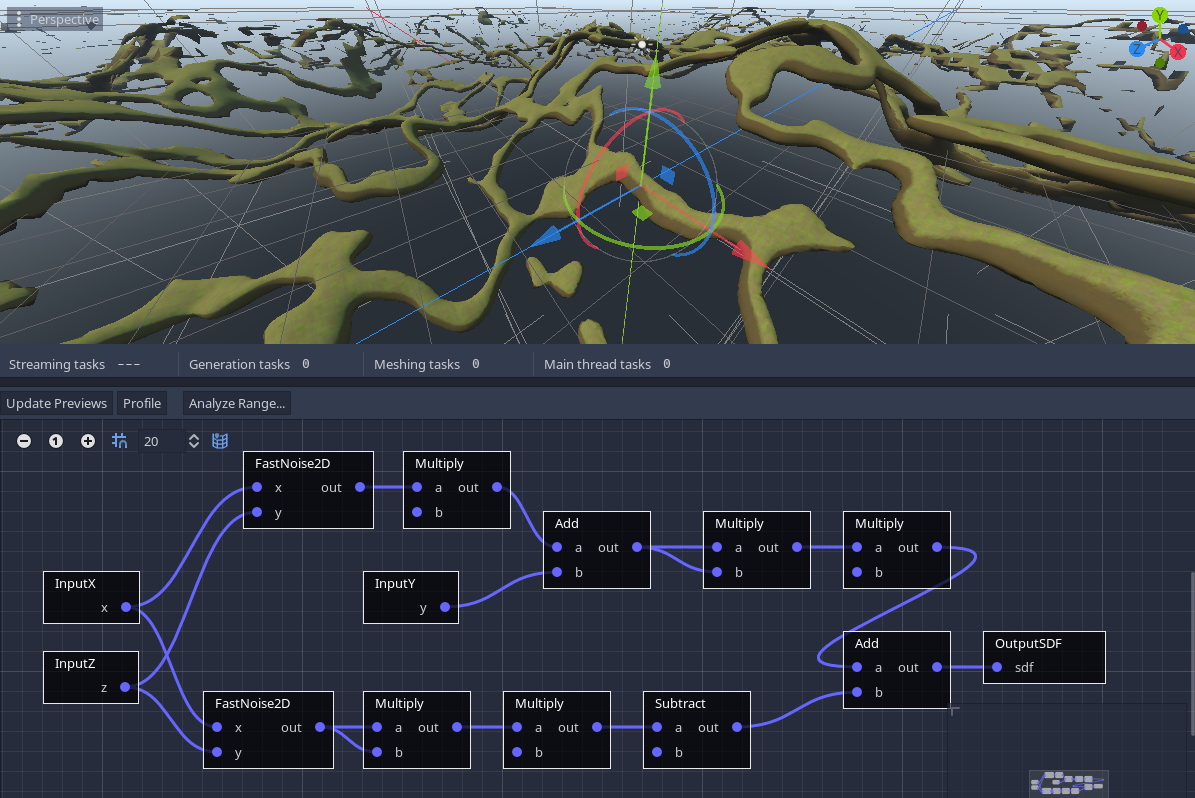 Perspective
Y
Z
X
Streaming tasks ---
Generation tasks 0
Meshing tasks 0
Main thread tasks 0
Update Previews
Profile
Analyze Range...
1
20
FastNoise2D
x out
y
Multiply
a out
b
Add
a out
b
Multiply
a out
b
Multiply
a out
b
InputX
x
InputY
y
InputZ
z
Add
a out
b
OutputSDF
sdf
FastNoise2D
x out
y
Multiply
a out
b
Multiply
a out
b
Subtract
a out
b